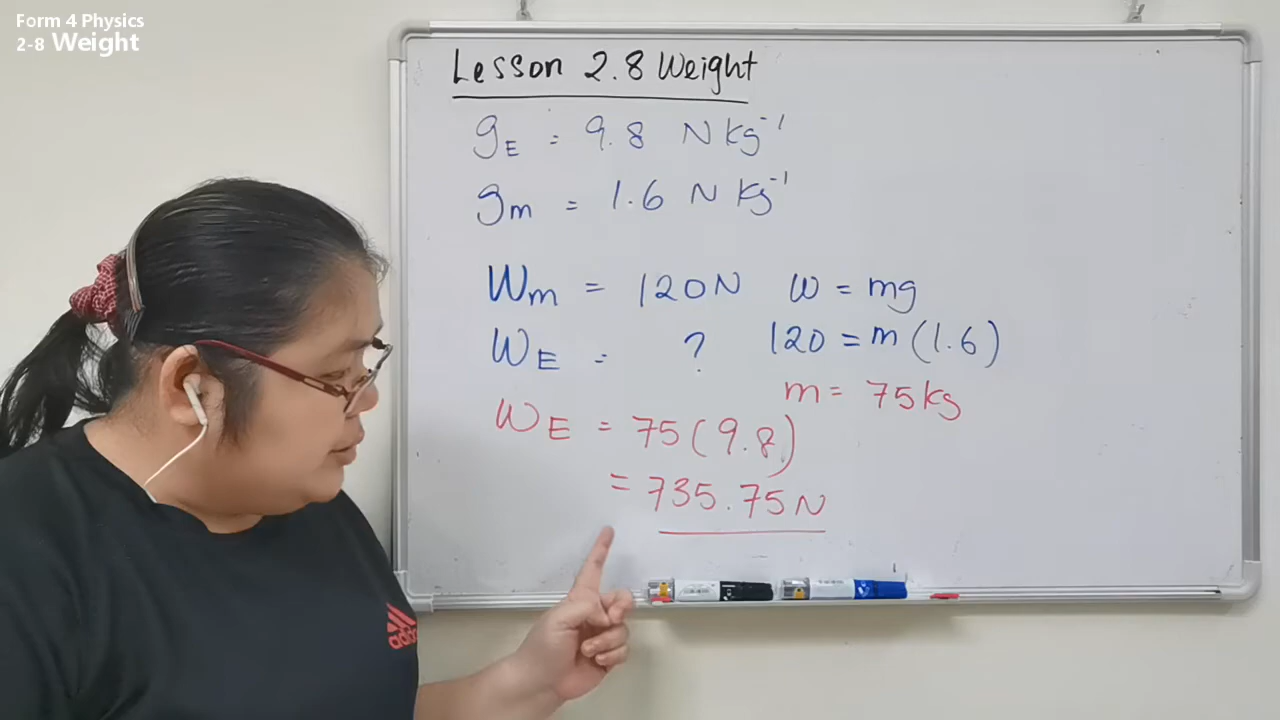 Form 4 Physics
2-8 Weight
Lesson 2.8 Weight
gE = 9.8 N kg⁻¹
gm = 1.6 N kg⁻¹
Wm = 120N W = mg
WE = ? 120 = m (1.6)
m = 75kg
WE = 75 (9.8)
= 735.75N
adidas